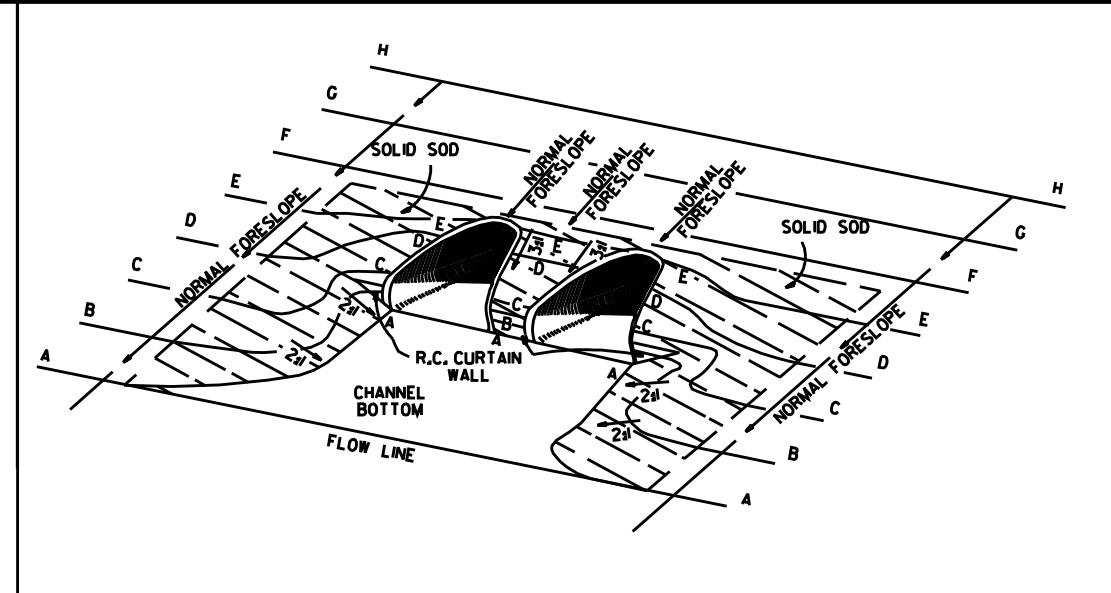 H
G
F
SOLID SOD
NORMAL
FORESLOPE
NORMAL
FORESLOPE
NORMAL
FORESLOPE
H
E
G
SOLID SOD
D
NORMAL FORESLOPE
E
D
3:1
E
3:1
D
E
F
C
C
C
D
B
2:1
A
B
A
C
E
2:1
R.C. CURTAIN
WALL
A
NORMAL FORESLOPE
D
A
CHANNEL
BOTTOM
2:1
C
FLOW LINE
2:1
B
A